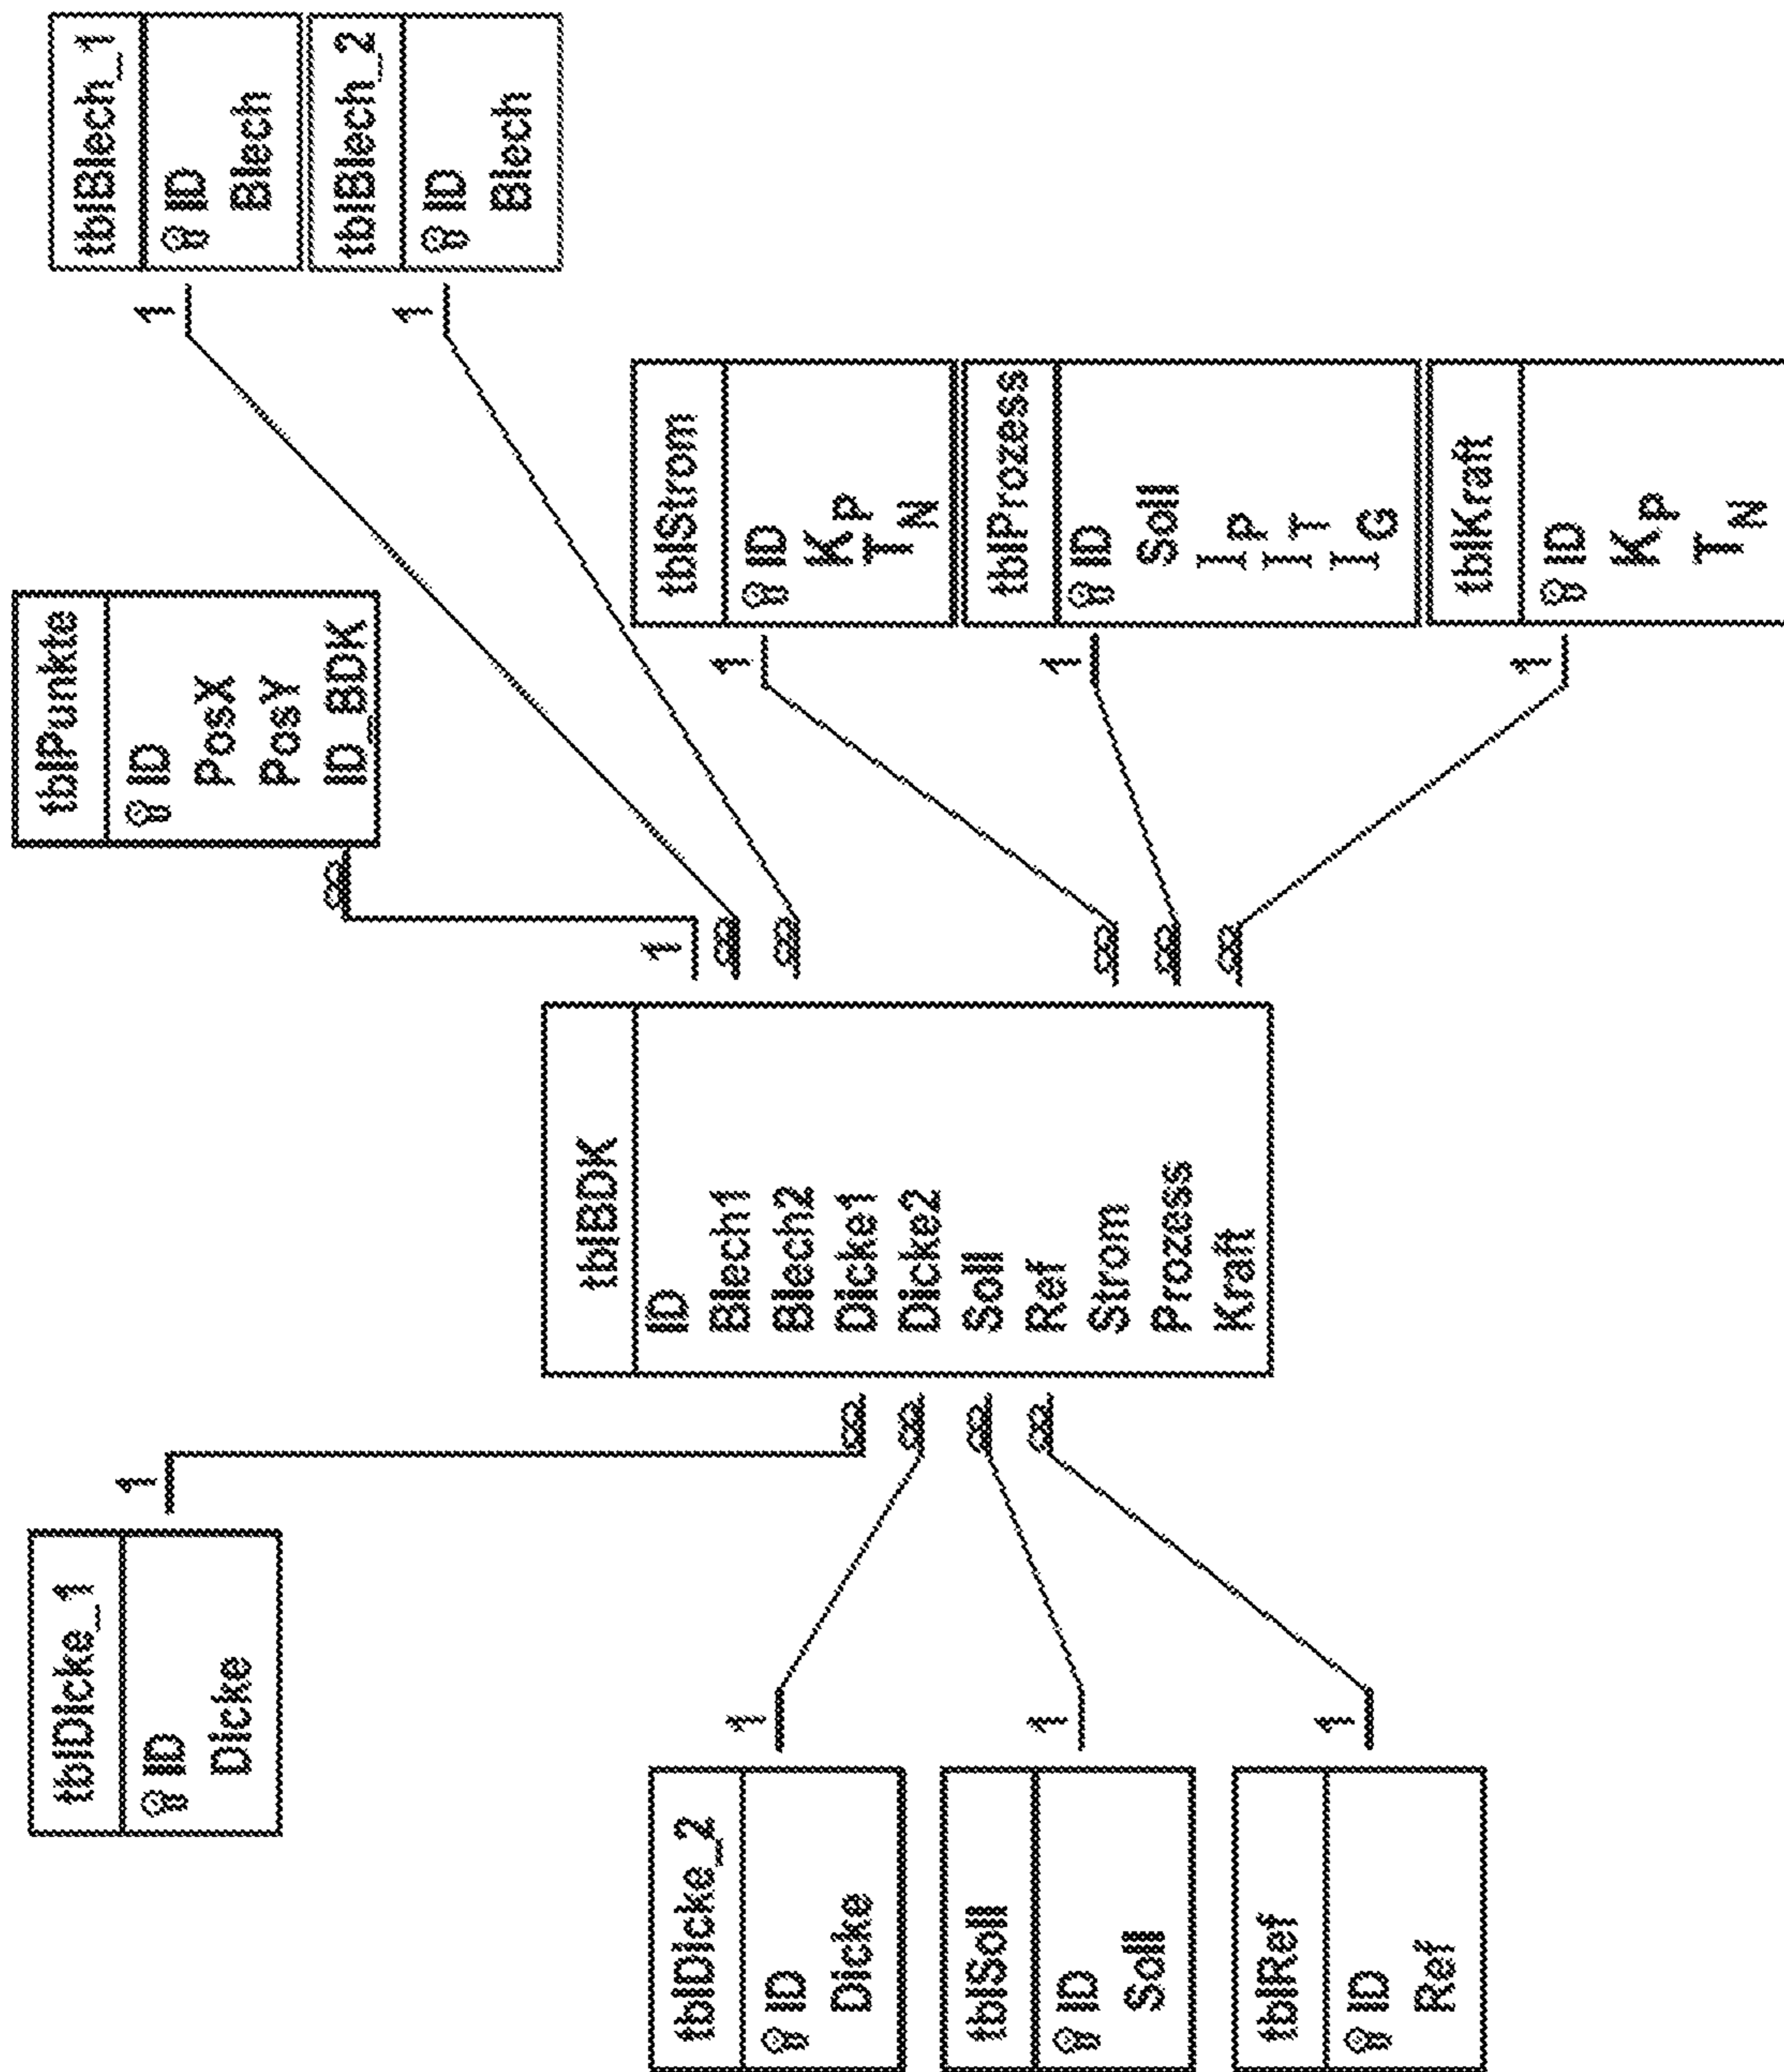 tblDicke_1
ID
Dicke
1
tblDicke_2
ID
Dicke
1
tblSoll
ID
Soll
1
tblRef
ID
Ref
1
∞
∞
∞
∞
tblBDK
ID
Blech1
Blech2
Dicke1
Dicke2
Soll
Ref
Strom
Prozess
Kraft
1
∞
∞
∞
∞
∞
∞
tblPunkte
ID
PosX
PosY
ID_BDK
1
tblBlech_1
ID
Blech
1
tblBlech_2
ID
Blech
1
tblStrom
ID
Kp
TN
1
tblProzess
ID
Soll
IP
IT
IG
1
tblKraft
ID
Kp
TN